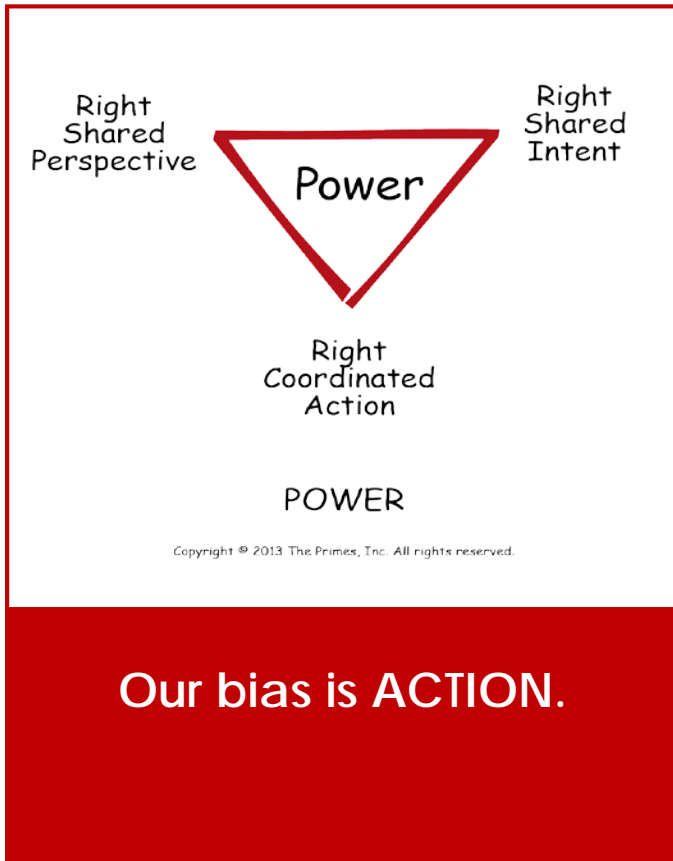 Right
Shared
Perspective
Right
Shared
Intent
Power
Right
Coordinated
Action
POWER
Copyright © 2013 The Primes, Inc. All rights reserved.
Our bias is ACTION.